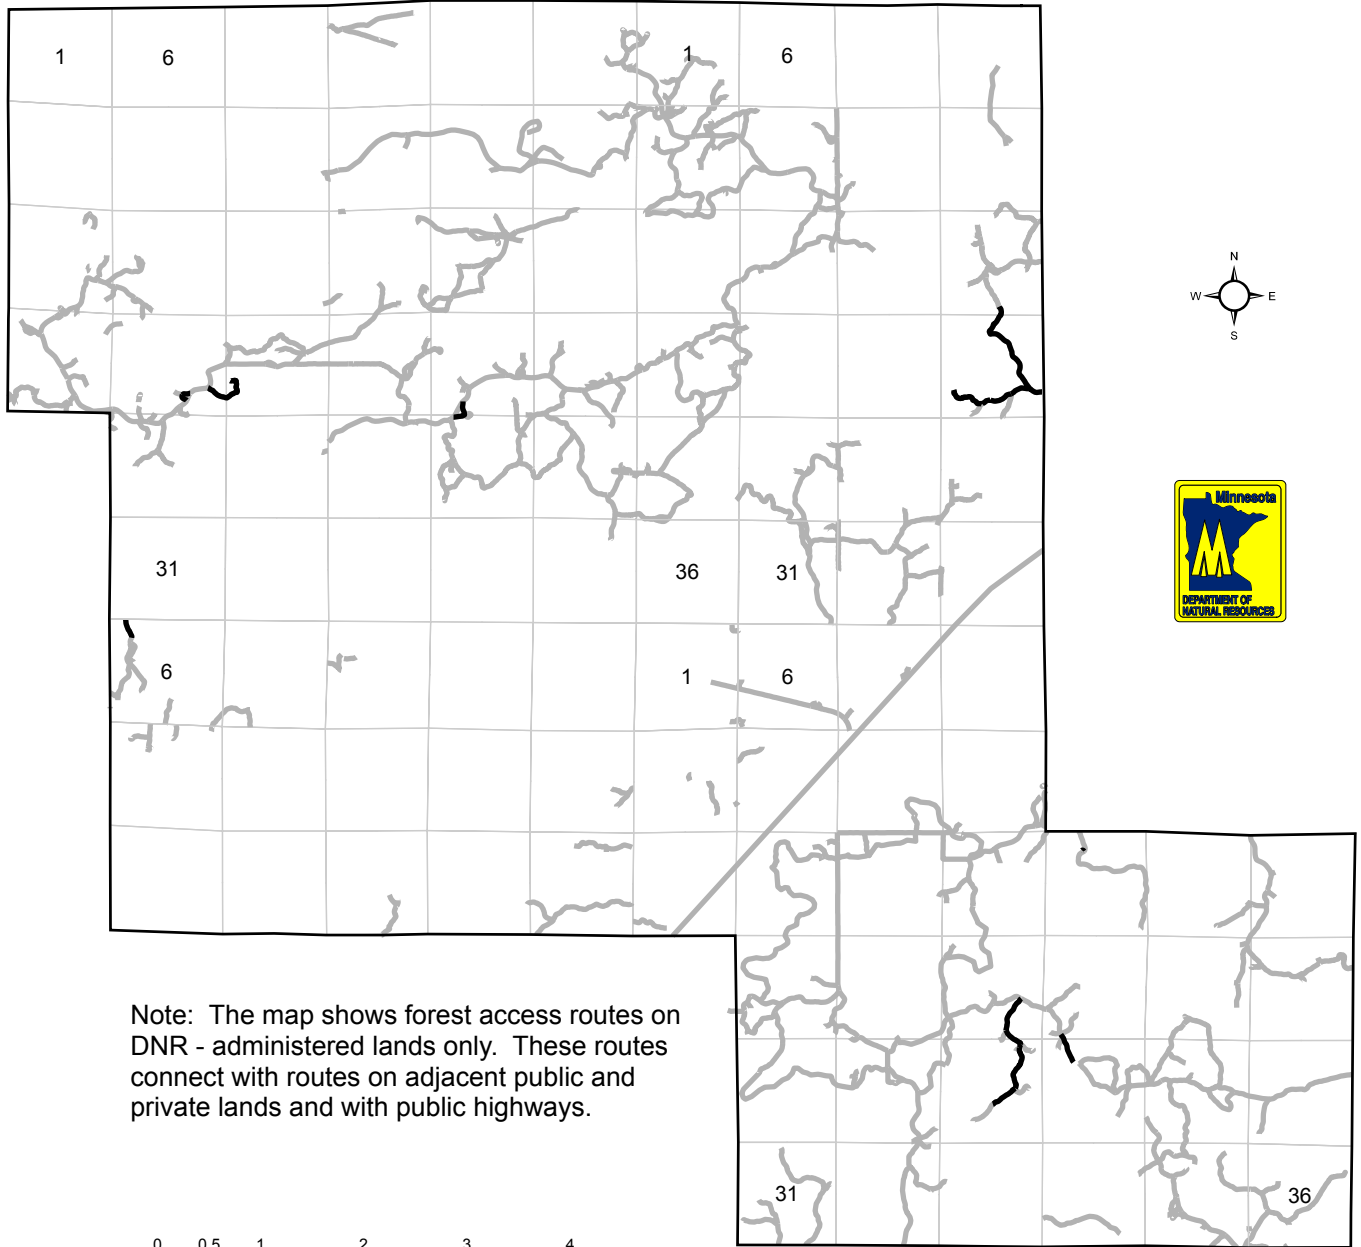 1 6 1 6
N
W E
S
Minnesota
DEPARTMENT OF
NATURAL RESOURCES
31 36 31
6 1 6
Note: The map shows forest access routes on
DNR - administered lands only. These routes
connect with routes on adjacent public and
private lands and with public highways.
31 36
0 0.5 1 2 3 4